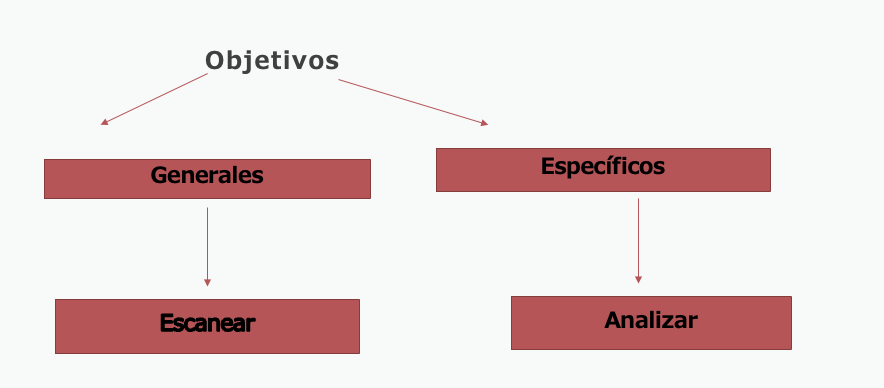 Objetivos
Generales
Específicos
Escanear
Analizar